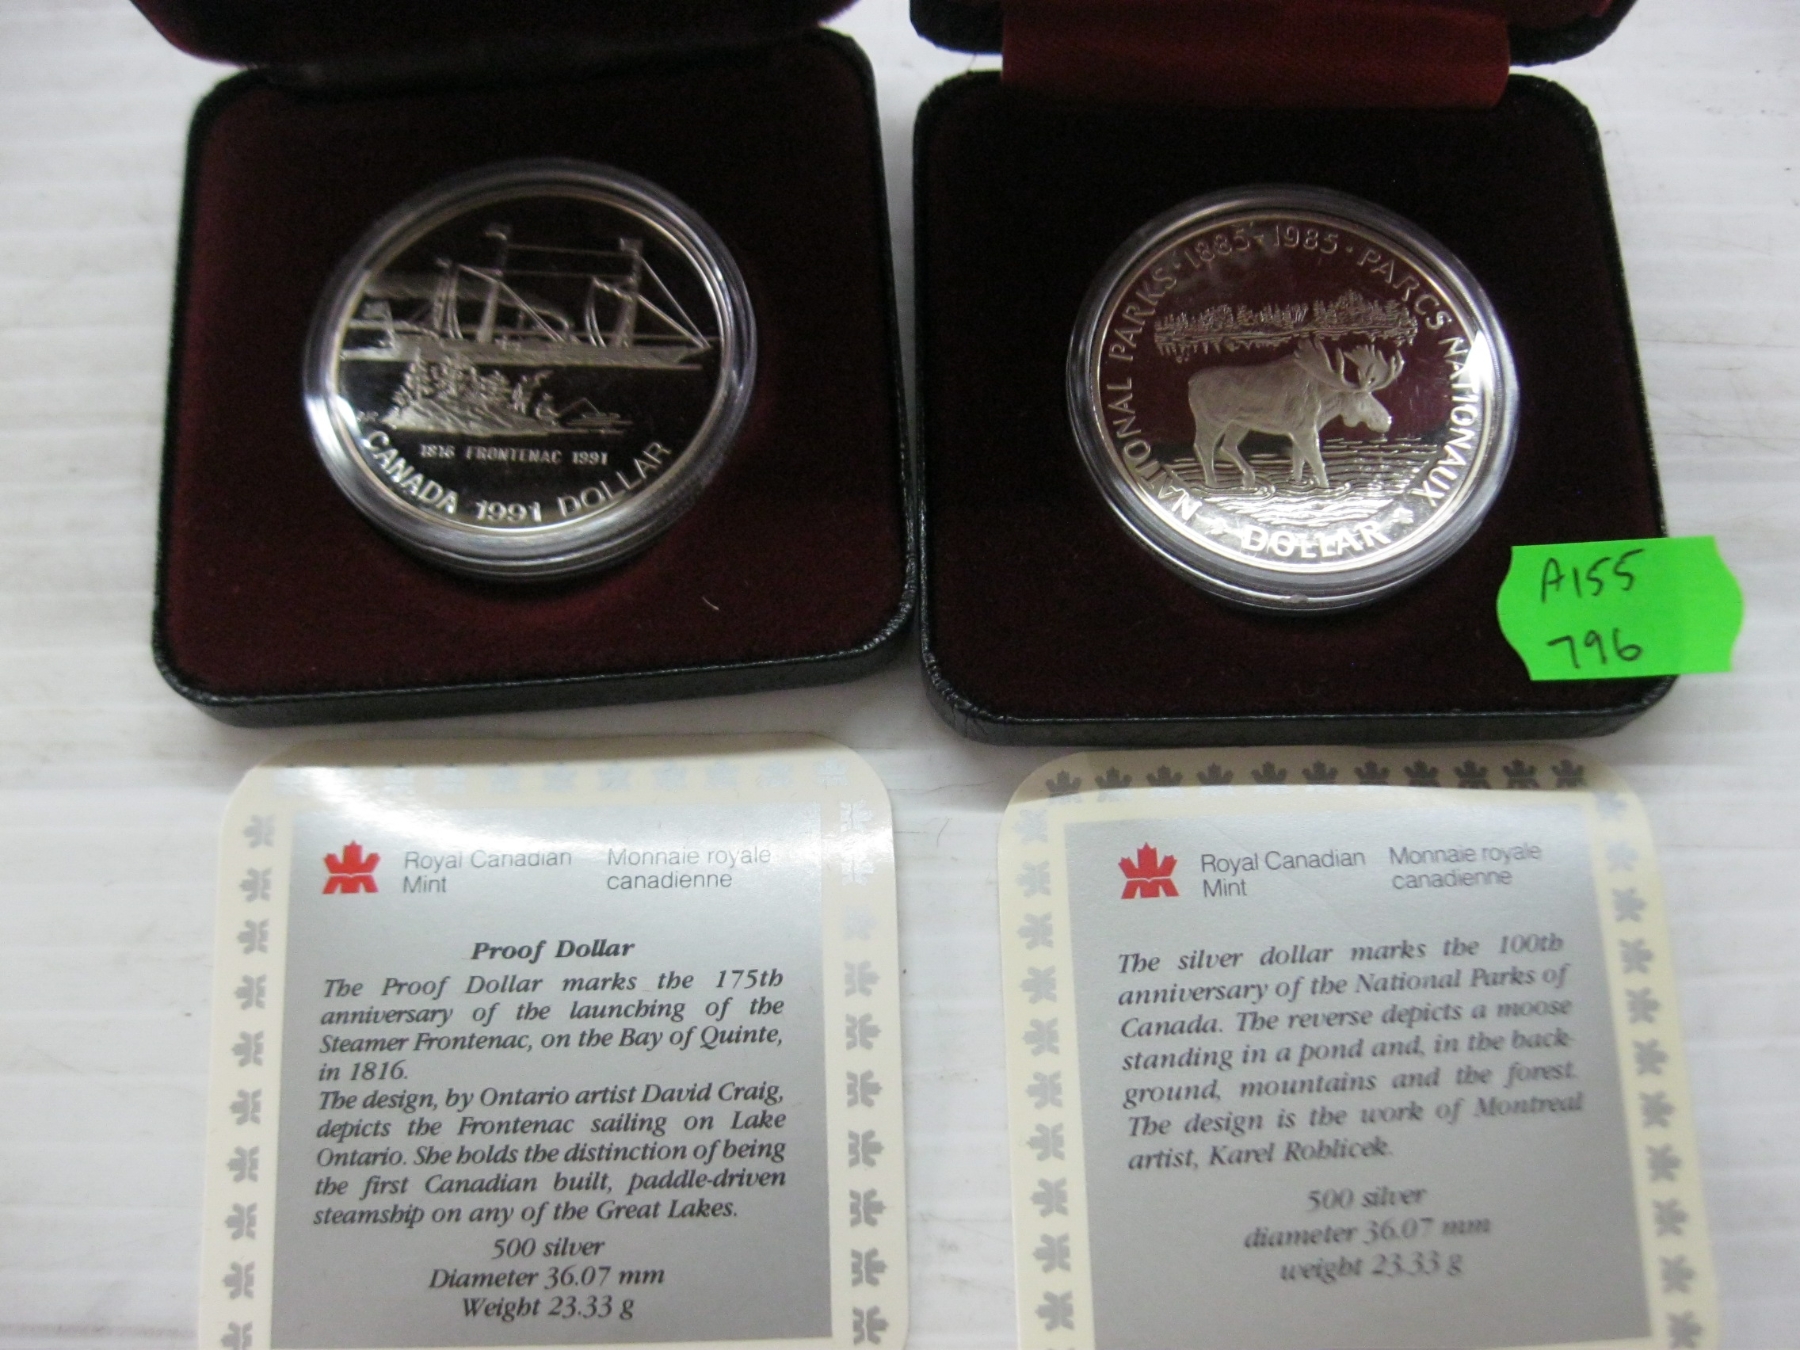 1816 FRONTENAC 1991
CANADA 1991 DOLLAR
NATIONAL PARKS · 1885-1985 · PARCS NATIONAUX
DOLLAR
A155
796
Royal Canadian
Mint
Monnaie royale
canadienne
Proof Dollar
The Proof Dollar marks the 175th
anniversary of the launching of the
Steamer Frontenac, on the Bay of Quinte,
in 1816.
The design, by Ontario artist David Craig,
depicts the Frontenac sailing on Lake
Ontario. She holds the distinction of being
the first Canadian built, paddle-driven
steamship on any of the Great Lakes.
500 silver
Diameter 36.07 mm
Weight 23.33 g
Royal Canadian
Mint
Monnaie royale
canadienne
The silver dollar marks the 100th
anniversary of the National Parks of
Canada. The reverse depicts a moose
standing in a pond and, in the back-
ground, mountains and the forest.
The design is the work of Montreal
artist, Karel Rohlicek.
500 silver
diameter 36.07 mm
weight 23.33 g